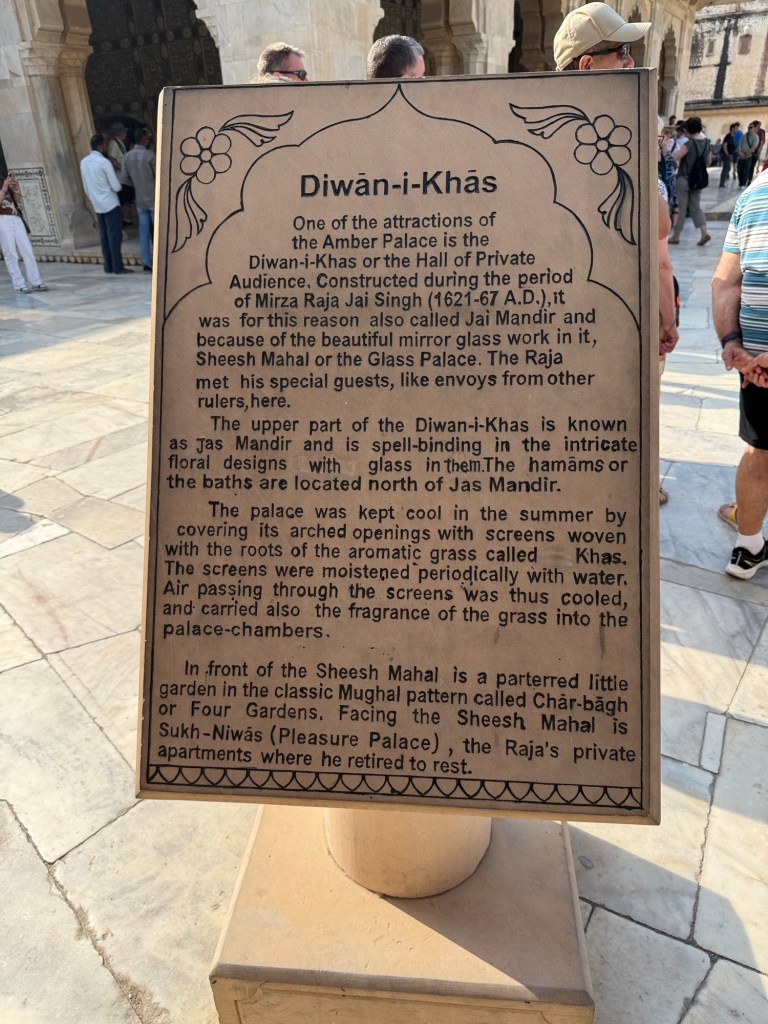 Diwān-i-Khās
One of the attractions of
the Amber Palace is the
Diwan-i-Khas or the Hall of Private
Audience. Constructed during the period
of Mirza Raja Jai Singh (1621-67 A.D.),it
was for this reason also called Jai Mandir and
because of the beautiful mirror glass work in it,
Sheesh Mahal or the Glass Palace. The Raja
met his special guests, like envoys from other
rulers,here.
The upper part of the Diwan-i-Khas is known
as Jas Mandir and is spell-binding in the intricate
floral designs with glass in them.The hamāms or
the baths are located north of Jas Mandir.
The palace was kept cool in the summer by
covering its arched openings with screens woven
with the roots of the aromatic grass called Khas.
The screens were moistened periodically with water.
Air passing through the screens was thus cooled,
and carried also the fragrance of the grass into the
palace-chambers.
In front of the Sheesh Mahal is a parterred little
garden in the classic Mughal pattern called Chār-bāgh
or Four Gardens. Facing the Sheesh Mahal is
Sukh-Niwās (Pleasure Palace) , the Raja's private
apartments where he retired to rest.